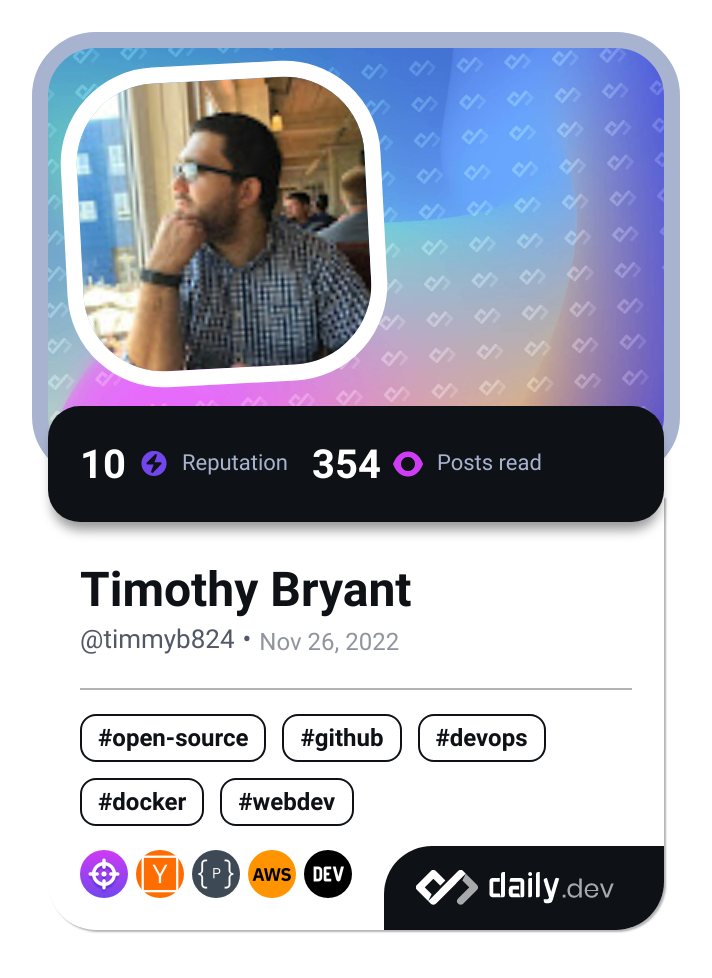 10 Reputation 354 Posts read
Timothy Bryant
@timmyb824 • Nov 26, 2022
#open-source #github #devops
#docker #webdev
Y {P} AWS DEV
daily.dev